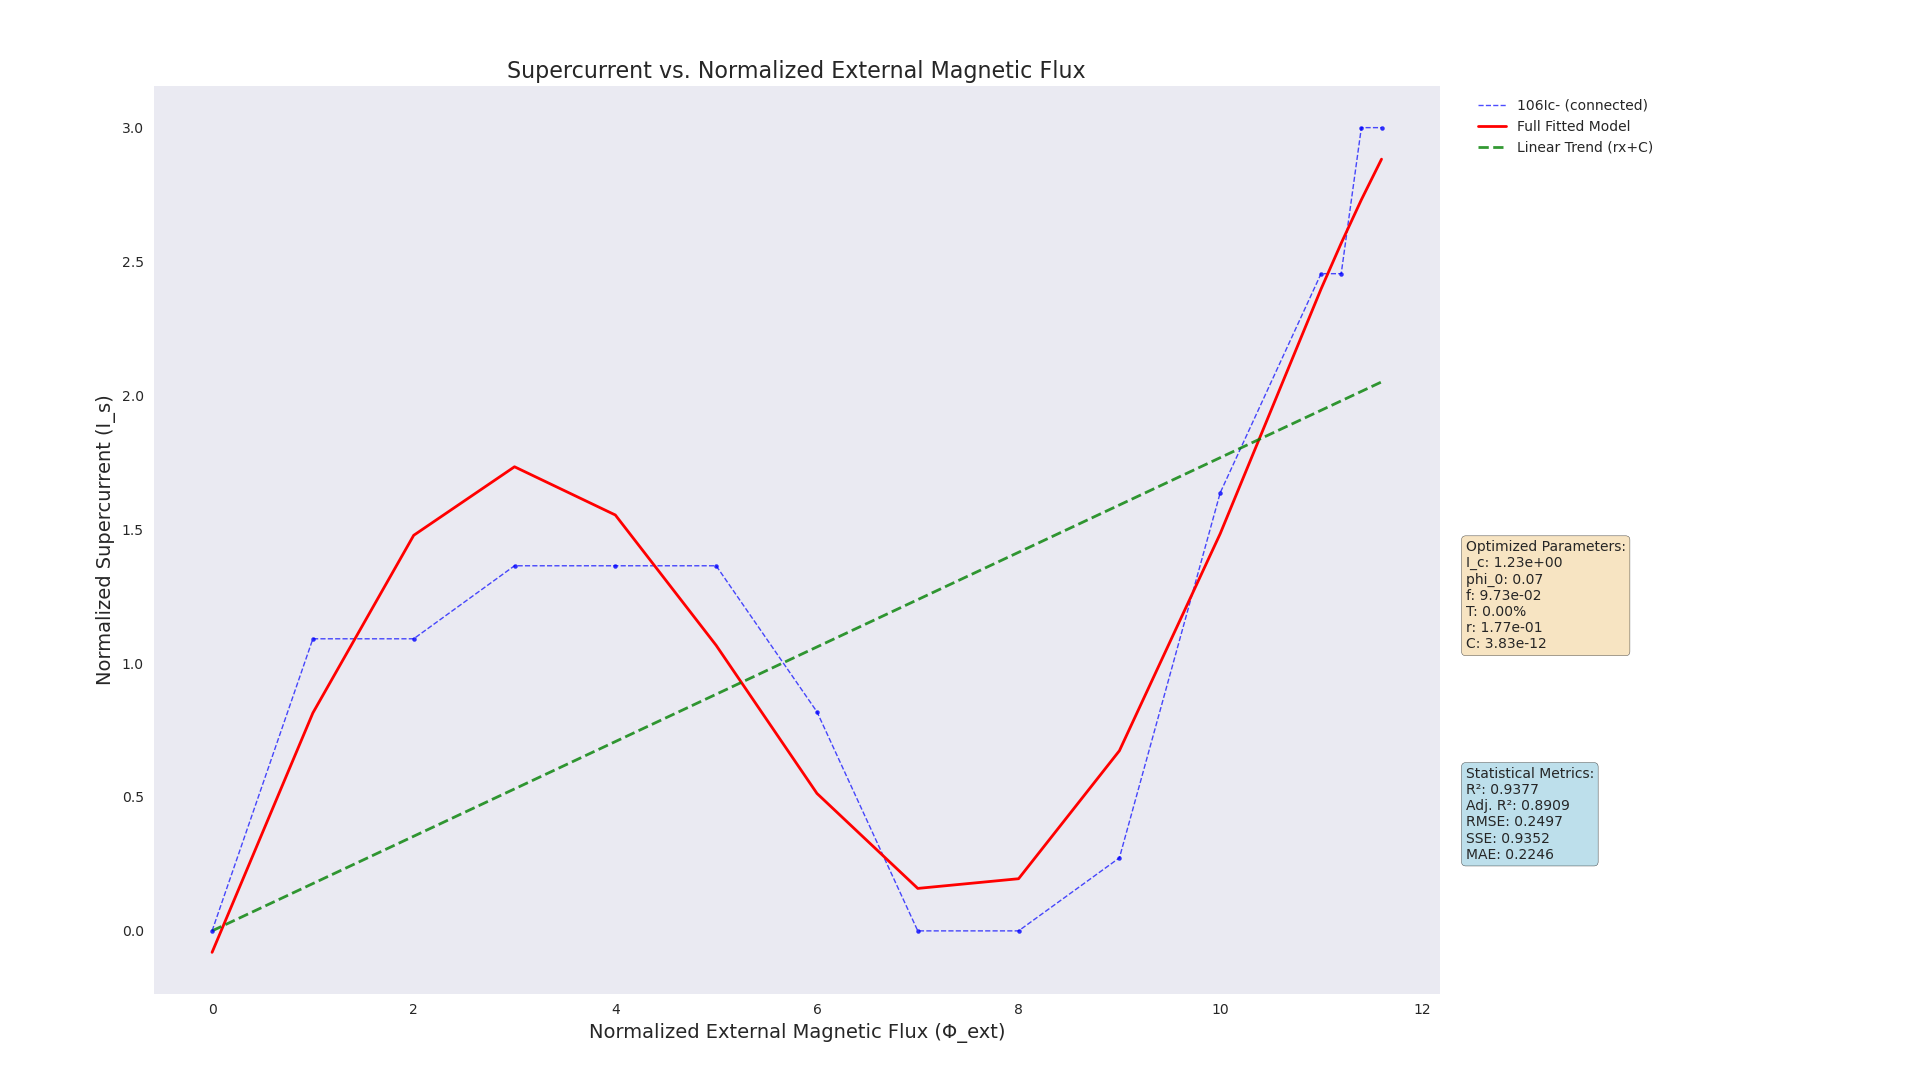 Supercurrent vs. Normalized External Magnetic Flux
Normalized Supercurrent (I_s)
3.0
2.5
2.0
1.5
1.0
0.5
0.0
0
2
4
6
8
10
12
Normalized External Magnetic Flux (Φ_ext)
106Ic- (connected)
Full Fitted Model
Linear Trend (rx+C)
Optimized Parameters:
I_c: 1.23e+00
phi_0: 0.07
f: 9.73e-02
T: 0.00%
r: 1.77e-01
C: 3.83e-12
Statistical Metrics:
R²: 0.9377
Adj. R²: 0.8909
RMSE: 0.2497
SSE: 0.9352
MAE: 0.2246